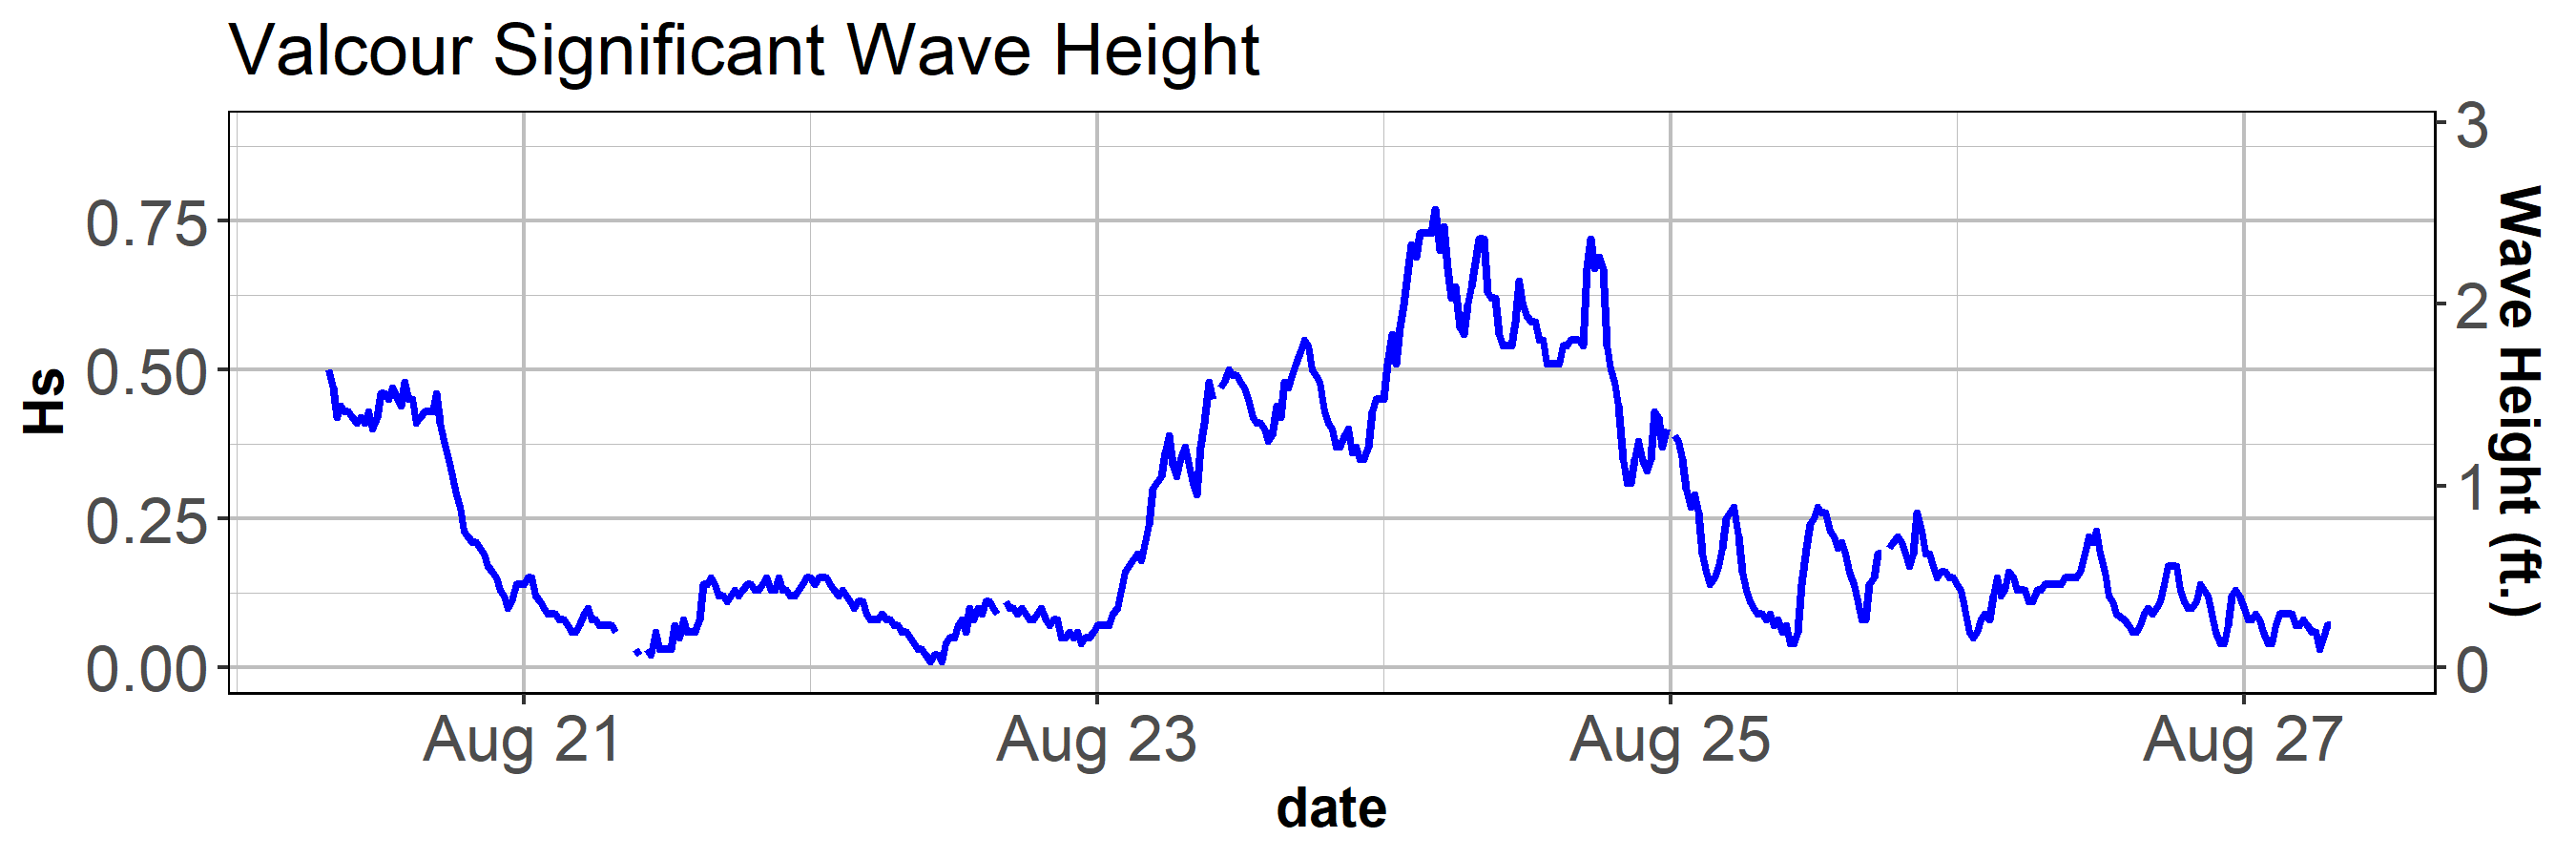 Valcour Significant Wave Height
Hs
0.75
0.50
0.25
0.00
3
2
1
0
Wave Height (ft.)
Aug 21
Aug 23
Aug 25
Aug 27
date